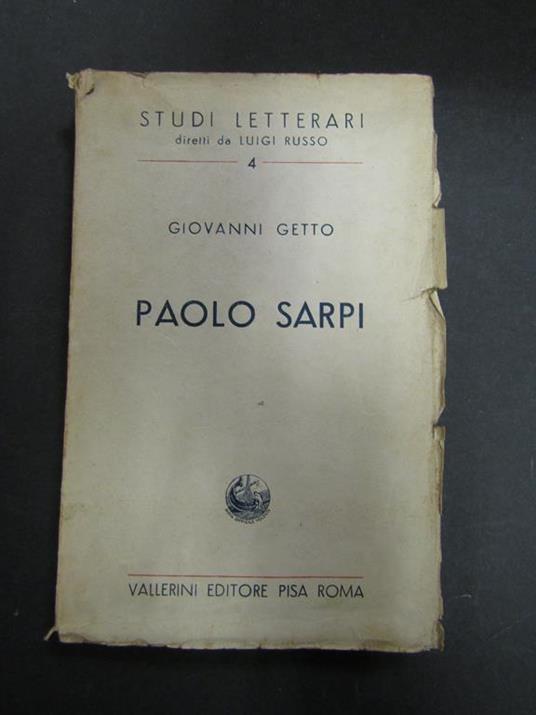 STUDI LETTERARI
diretti da LUIGI RUSSO
4
GIOVANNI GETTO
PAOLO SARPI
VALLERINI EDITORE PISA ROMA